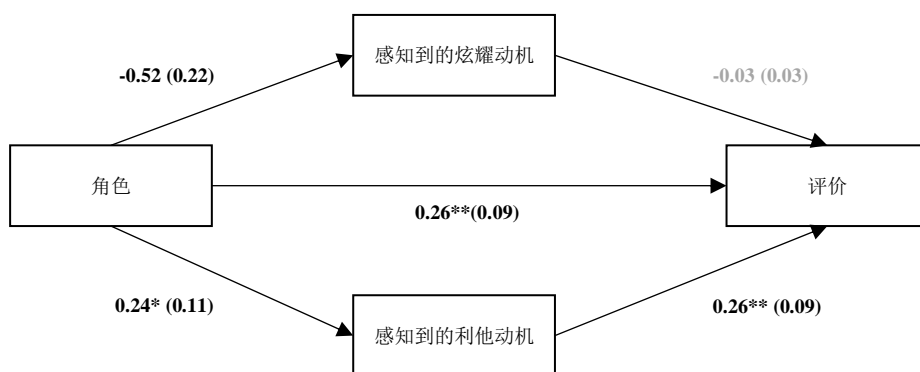 感知到的炫耀动机
-0.52 (0.22)
-0.03 (0.03)
角色
评价
0.26**(0.09)
0.24* (0.11)
0.26** (0.09)
感知到的利他动机